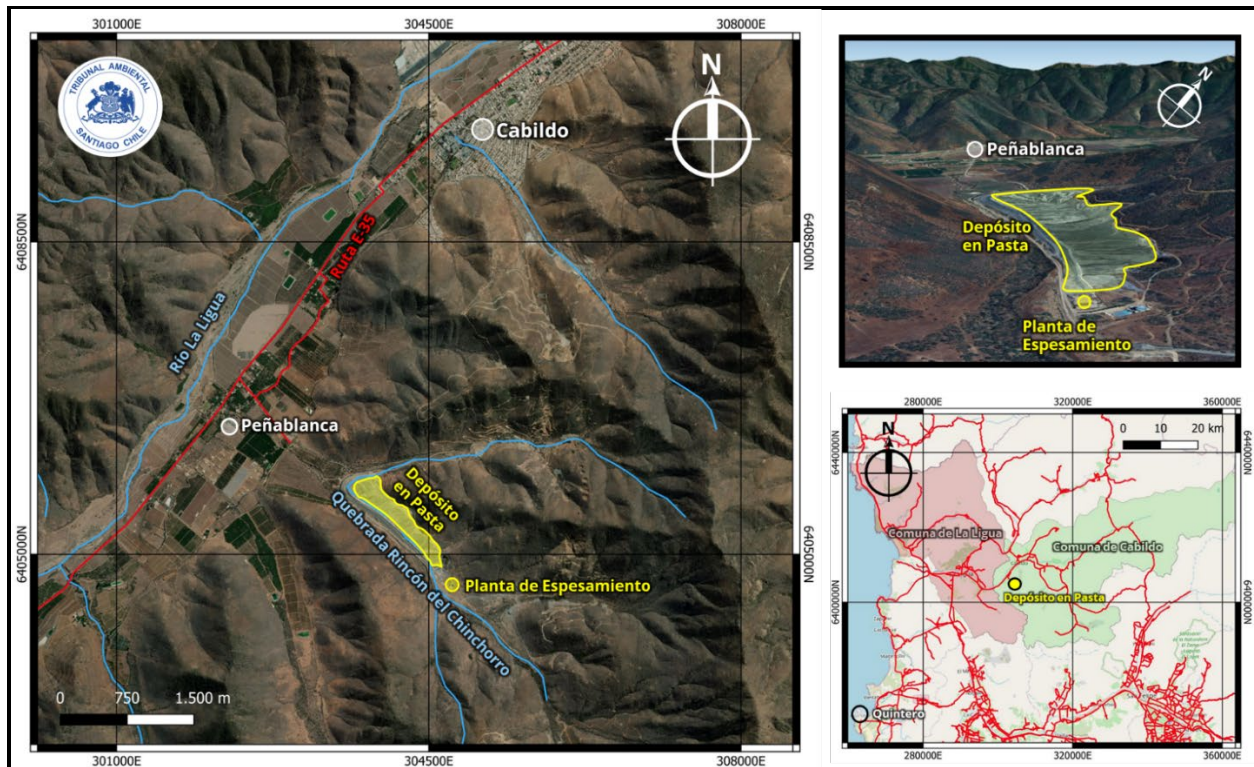 301000E
304500E
308000E
TRIBUNAL AMBIENTAL
SANTIAGO CHILE
N
Cabildo
6408500N
6408500N
Ruta E-35
Río La Ligua
Peñablanca
Depósito
en Pasta
Quebrada Rincón del Chinchorro
6405000N
6405000N
Planta de Espesamiento
0 750 1.500 m
301000E
304500E
308000E
N
Peñablanca
Depósito
en Pasta
Planta de
Espesamiento
280000E
320000E
360000E
N
0 10 20 km
6440000N
6440000N
Comuna de La Ligua
Comuna de Cabildo
Depósito en Pasta
6400000N
6400000N
Quintero
280000E
320000E
360000E